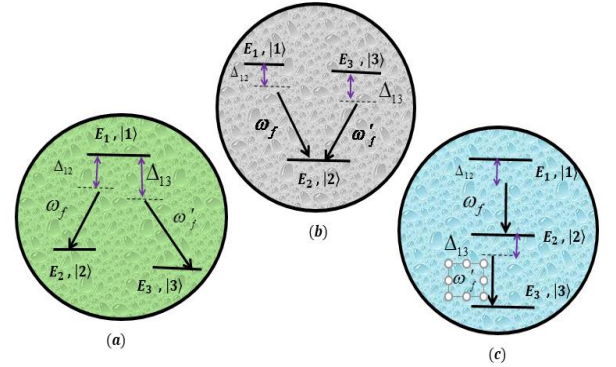 E₁, |1⟩
Δ₁₂
Δ₁₃
ω_f
ω'_f
E₂, |2⟩
E₃, |3⟩
(a)
E₁, |1⟩
E₃, |3⟩
Δ₁₂
Δ₁₃
ω_f
ω'_f
E₂, |2⟩
(b)
E₁, |1⟩
Δ₁₂
ω_f
E₂, |2⟩
Δ₁₃
ω'_f
E₃, |3⟩
(c)